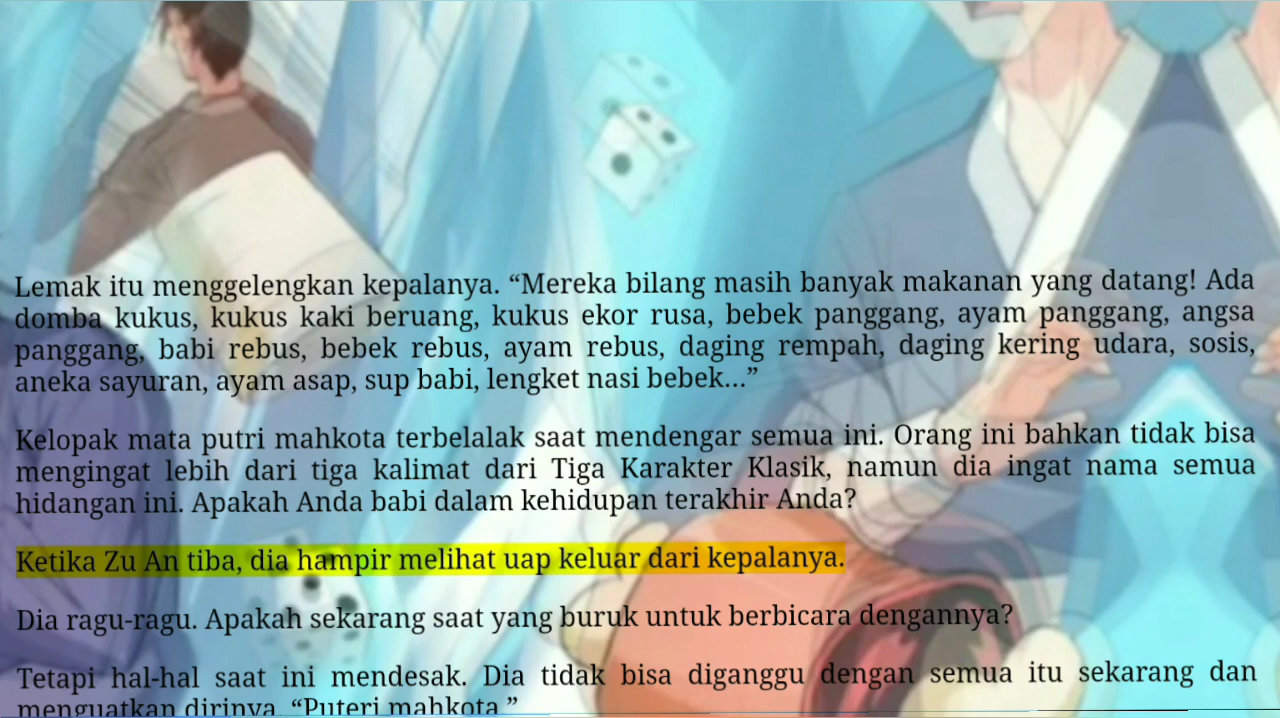 Lemak itu menggelengkan kepalanya. “Mereka bilang masih banyak makanan yang datang! Ada
domba kukus, kukus kaki beruang, kukus ekor rusa, bebek panggang, ayam panggang, angsa
panggang, babi rebus, bebek rebus, ayam rebus, daging rempah, daging kering udara, sosis,
aneka sayuran, ayam asap, sup babi, lengket nasi bebek...”
Kelopak mata putri mahkota terbelalak saat mendengar semua ini. Orang ini bahkan tidak bisa
mengingat lebih dari tiga kalimat dari Tiga Karakter Klasik, namun dia ingat nama semua
hidangan ini. Apakah Anda babi dalam kehidupan terakhir Anda?
Ketika Zu An tiba, dia hampir melihat uap keluar dari kepalanya.
Dia ragu-ragu. Apakah sekarang saat yang buruk untuk berbicara dengannya?
Tetapi hal-hal saat ini mendesak. Dia tidak bisa diganggu dengan semua itu sekarang dan
menguatkan dirinya. “Puteri mahkota.”